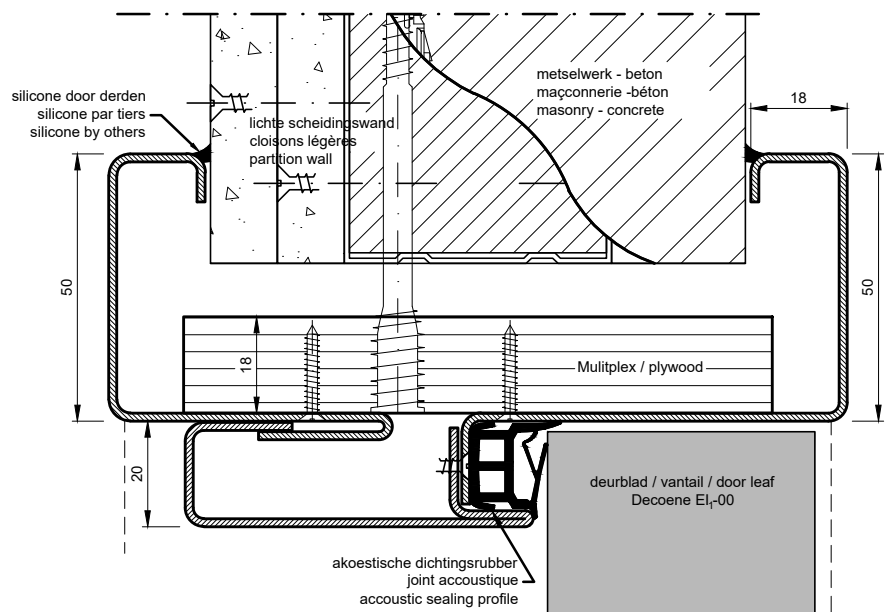 metselwerk - beton
maçconnerie -béton
masonry - concrete
18
silicone door derden
silicone par tiers
silicone by others
lichte scheidingswand
cloisons légères
partition wall
50
50
18
Mulitplex / plywood
20
deurblad / vantail / door leaf
Decoene EI₁-00
akoestische dichtingsrubber
joint accoustique
accoustic sealing profile